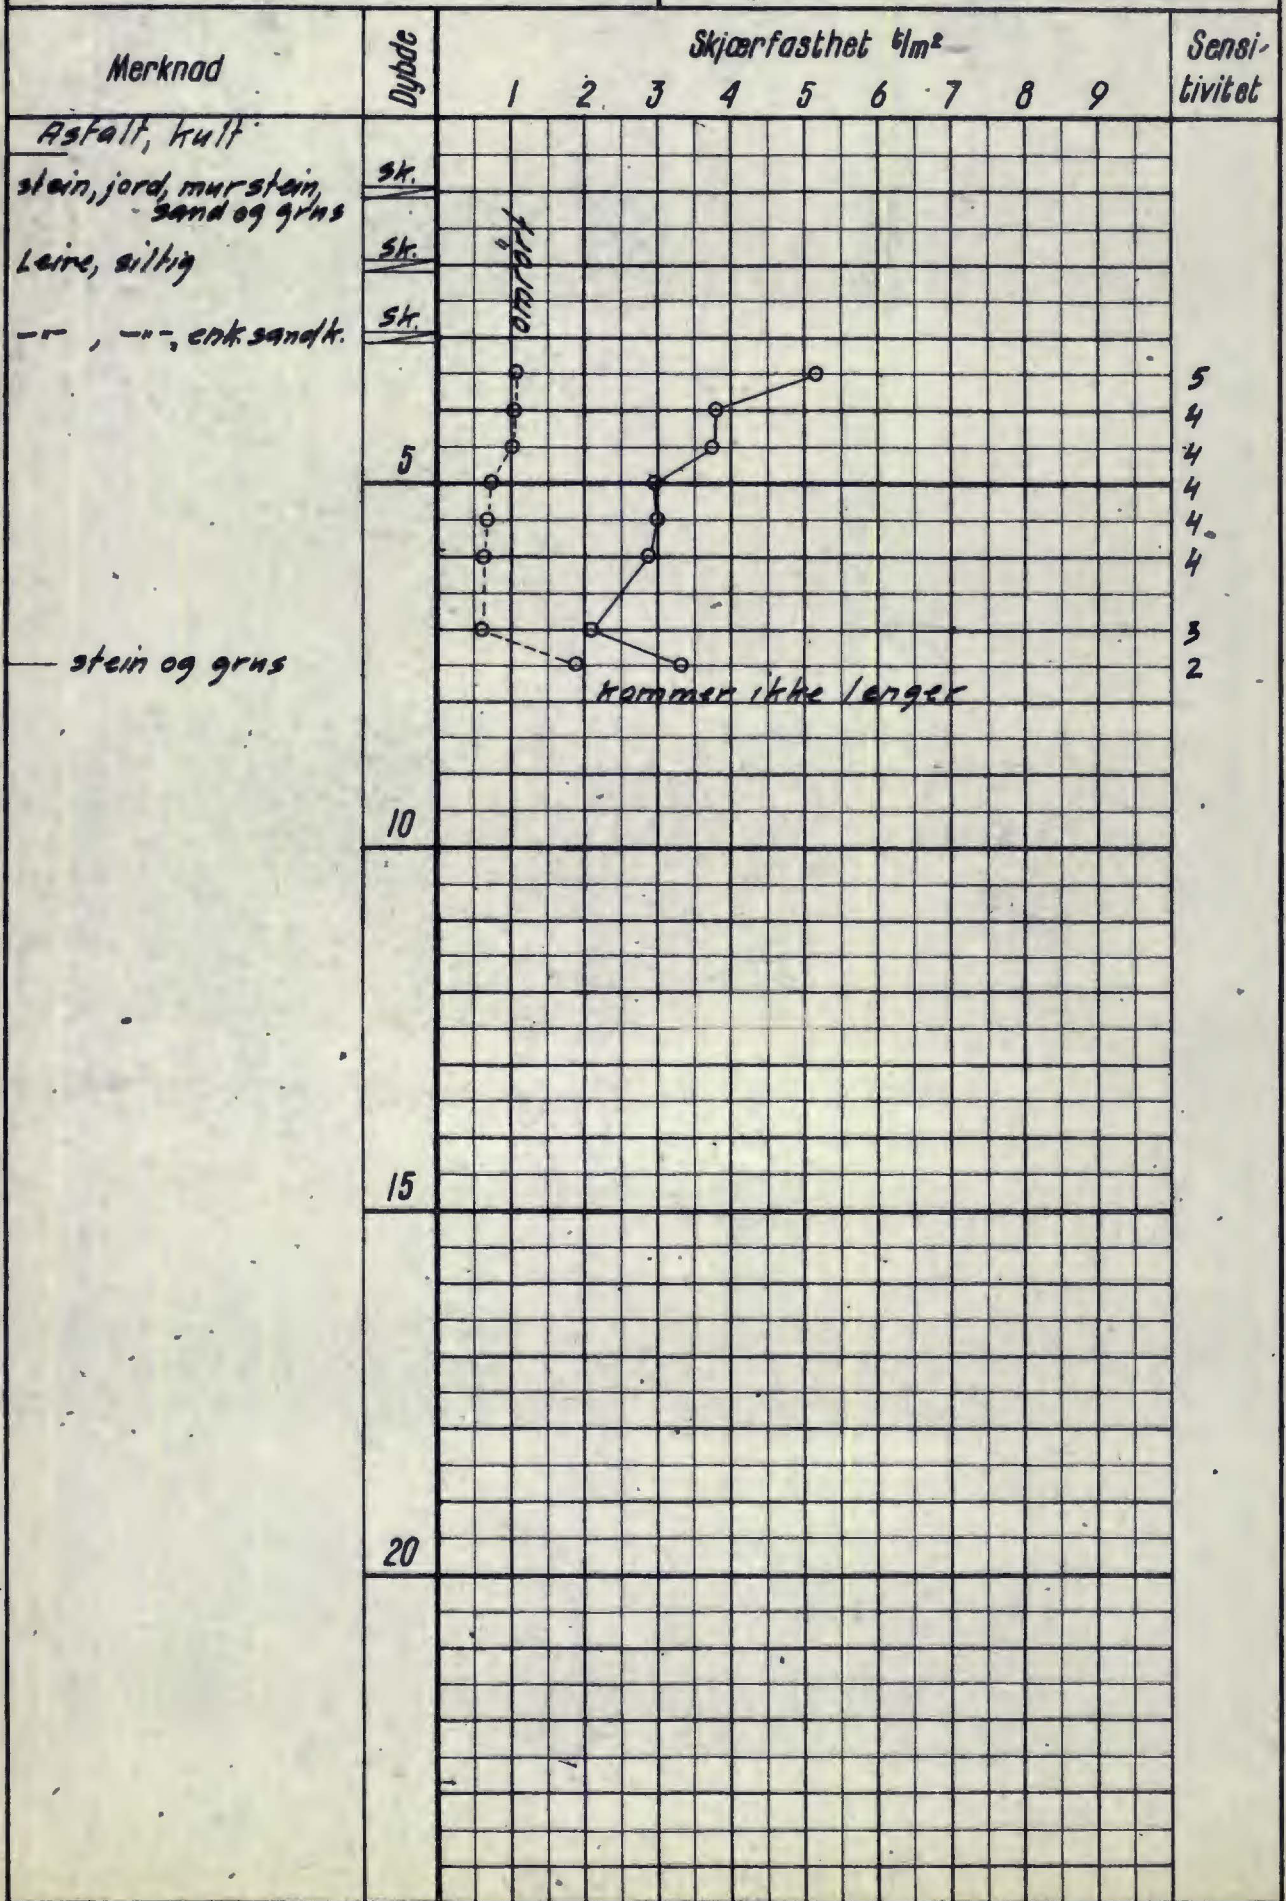 Merknad
Dybde
Skjærfasthet t/m²
Sensi-
tivitet
1 2 3 4 5 6 7 8 9
Asfalt, kult
stein, jord, murstein,
sand og grus
sk.
Leire, siltig
sk.
-"- , -"-, enk. sandk.
sk.
omrørt
5
4
4
5
4
4
4
3
stein og grus
2
kommer ikke lenger
10
15
20